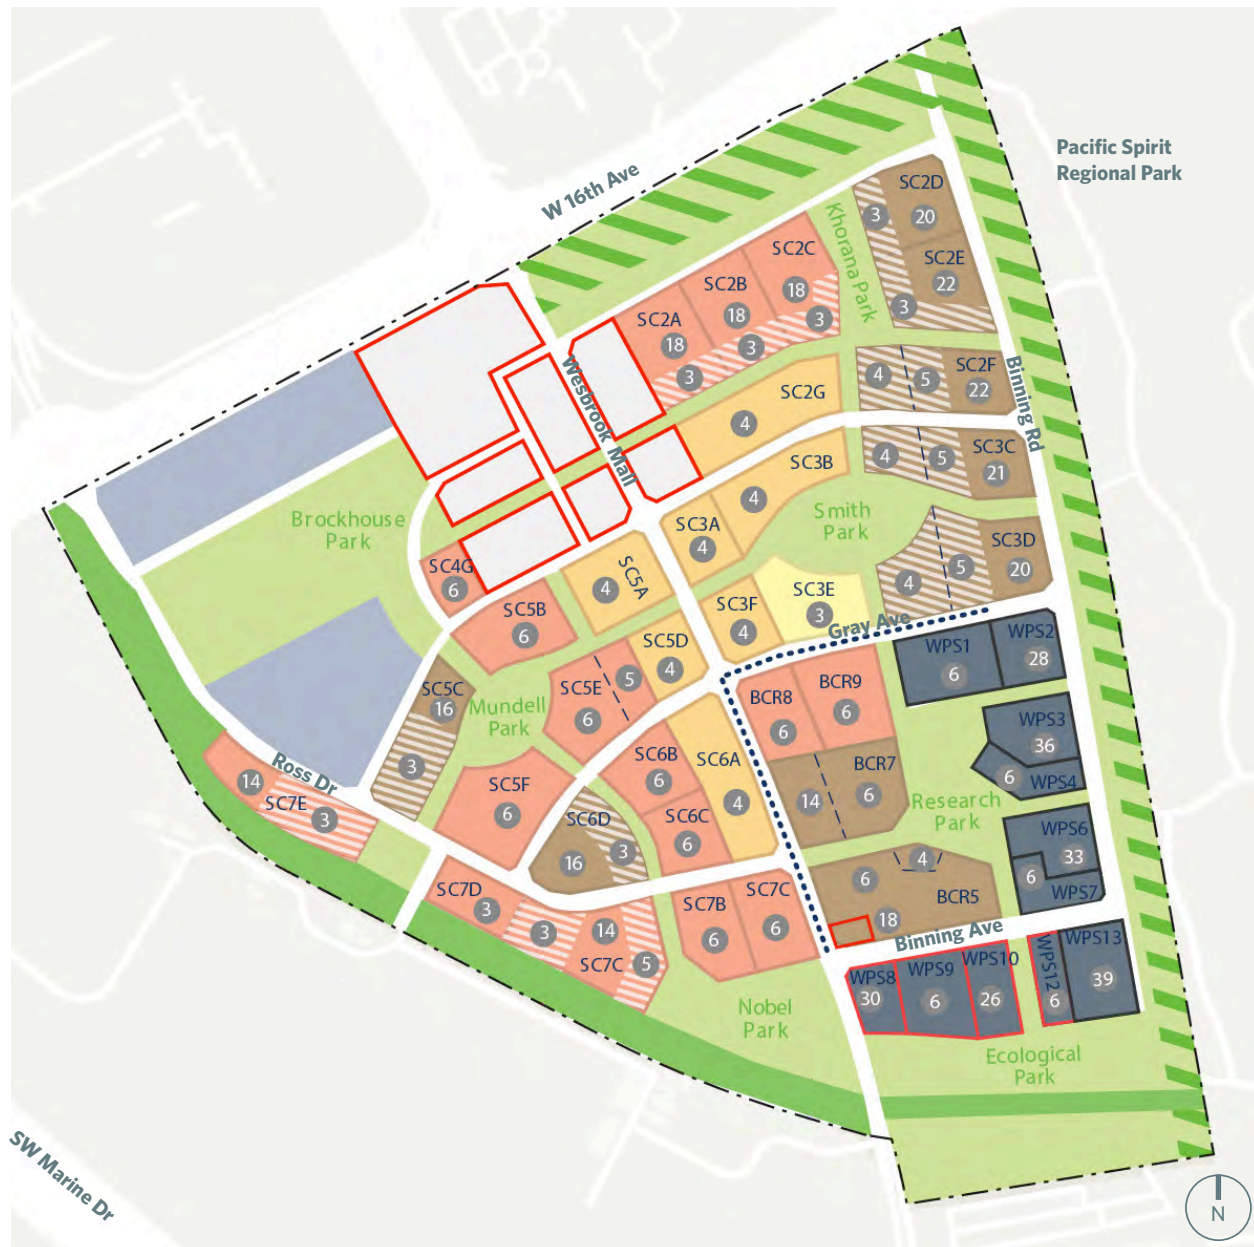 Pacific Spirit
Regional Park
W 16th Ave
SC2D
3
20
Khorana Park
SC2E
22
3
SC2C
18
3
SC2B
18
3
SC2A
18
3
Wesbrook Mall
Binning Rd
SC2F
4
5
22
SC2G
4
SC3C
4
5
21
SC3B
4
Smith
Park
SC3A
4
SC3D
4
5
20
Brockhouse
Park
SC4G
6
SC5A
4
SC5B
6
SC3F
4
SC3E
3
Gray Ave
WPS1
6
WPS2
28
SC5D
4
SC5E
5
6
SC5C
16
3
Mundell
Park
BCR8
6
BCR9
6
WPS3
36
6
WPS4
BCR7
14
6
SC6B
6
SC6A
4
SC5F
6
SC6C
6
SC6D
16
3
Research
Park
WPS6
33
6
WPS7
Ross Dr
14
SC7E
3
SC7D
3
3
14
SC7C
5
SC7B
6
SC7C
6
4
6
BCR5
18
Binning Ave
WPS8
30
WPS9
6
WPS10
26
WPS12
6
WPS13
39
Nobel
Park
Ecological
Park
SW Marine Dr
N